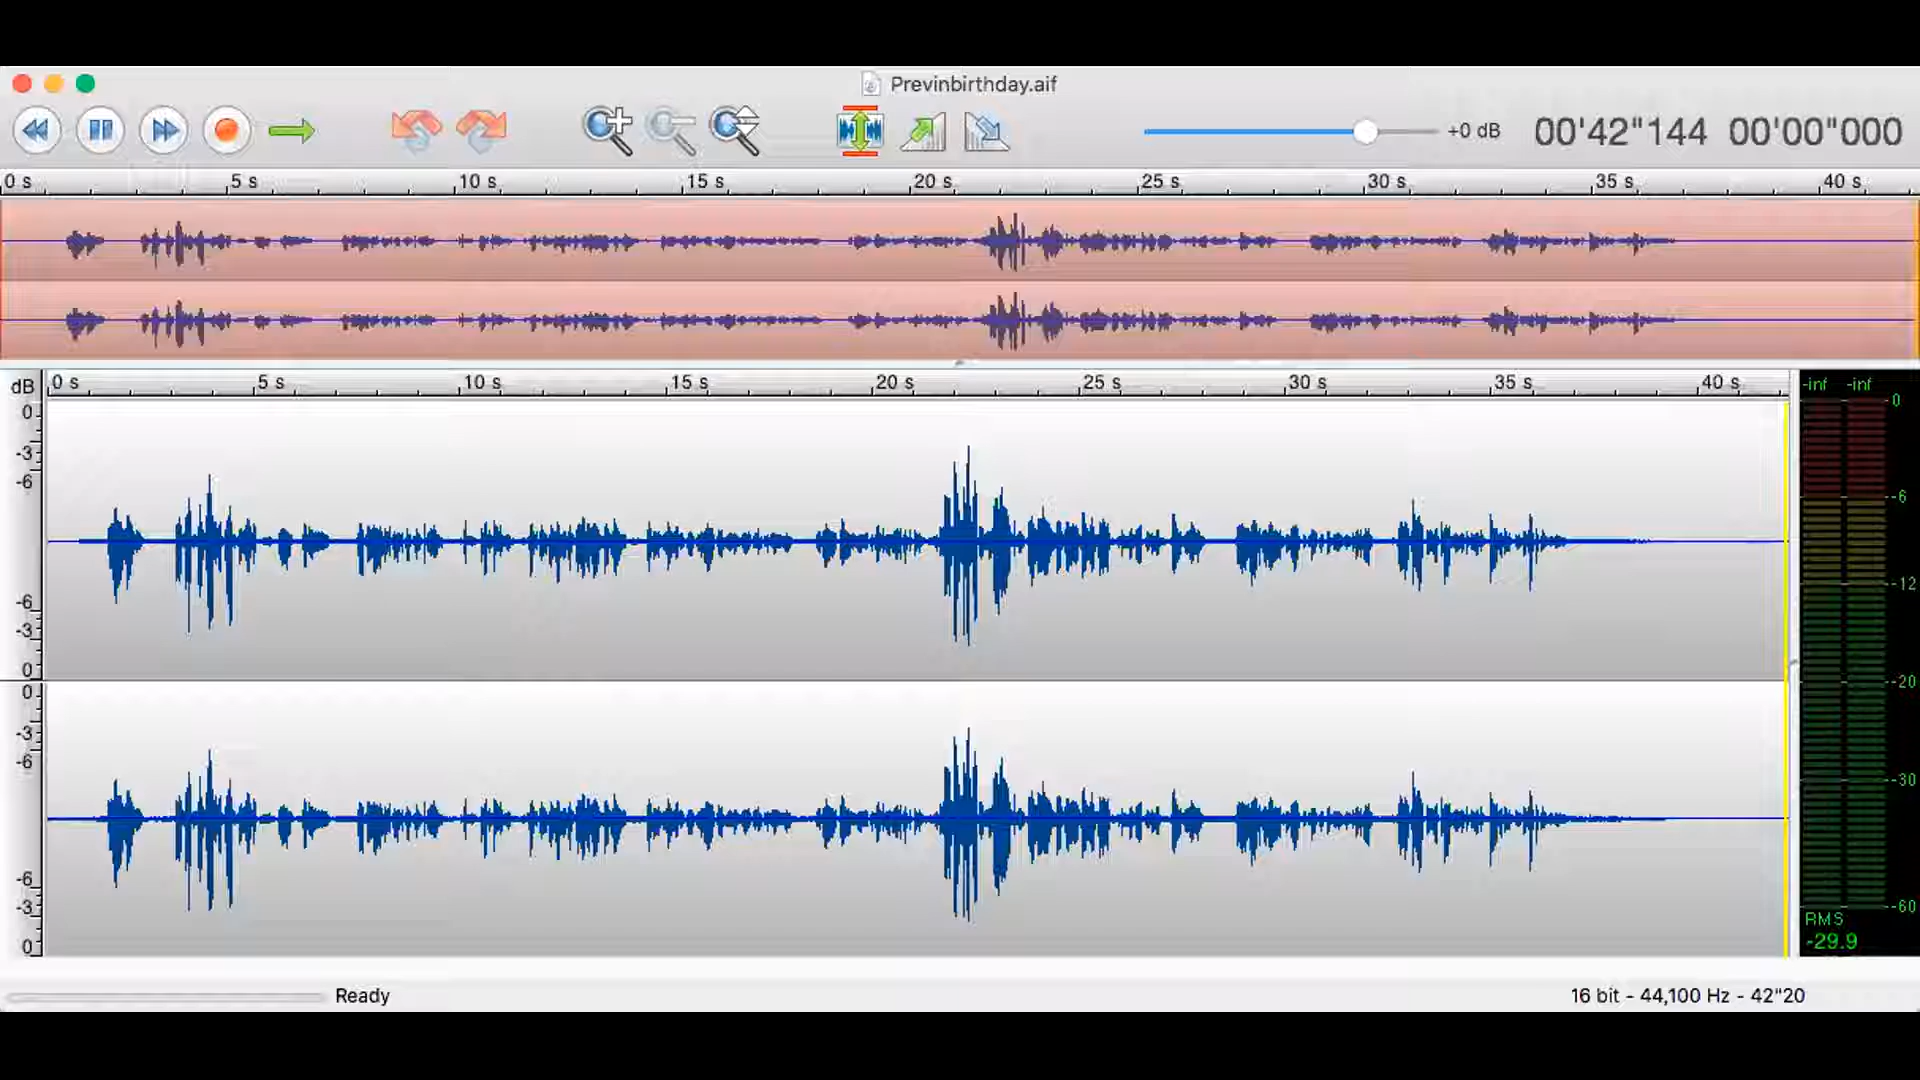 Previnbirthday.aif
+0 dB 00'42"144 00'00"000
0 s 5 s 10 s 15 s 20 s 25 s 30 s 35 s 40 s
dB 0 s 5 s 10 s 15 s 20 s 25 s 30 s 35 s 40 s -inf -inf
0 0
-3
-6 -6
-12
-6
-3
0
0 -20
-3
-6 -30
-6
-3 -60
RMS
0 -29.9
Ready 16 bit - 44,100 Hz - 42"20